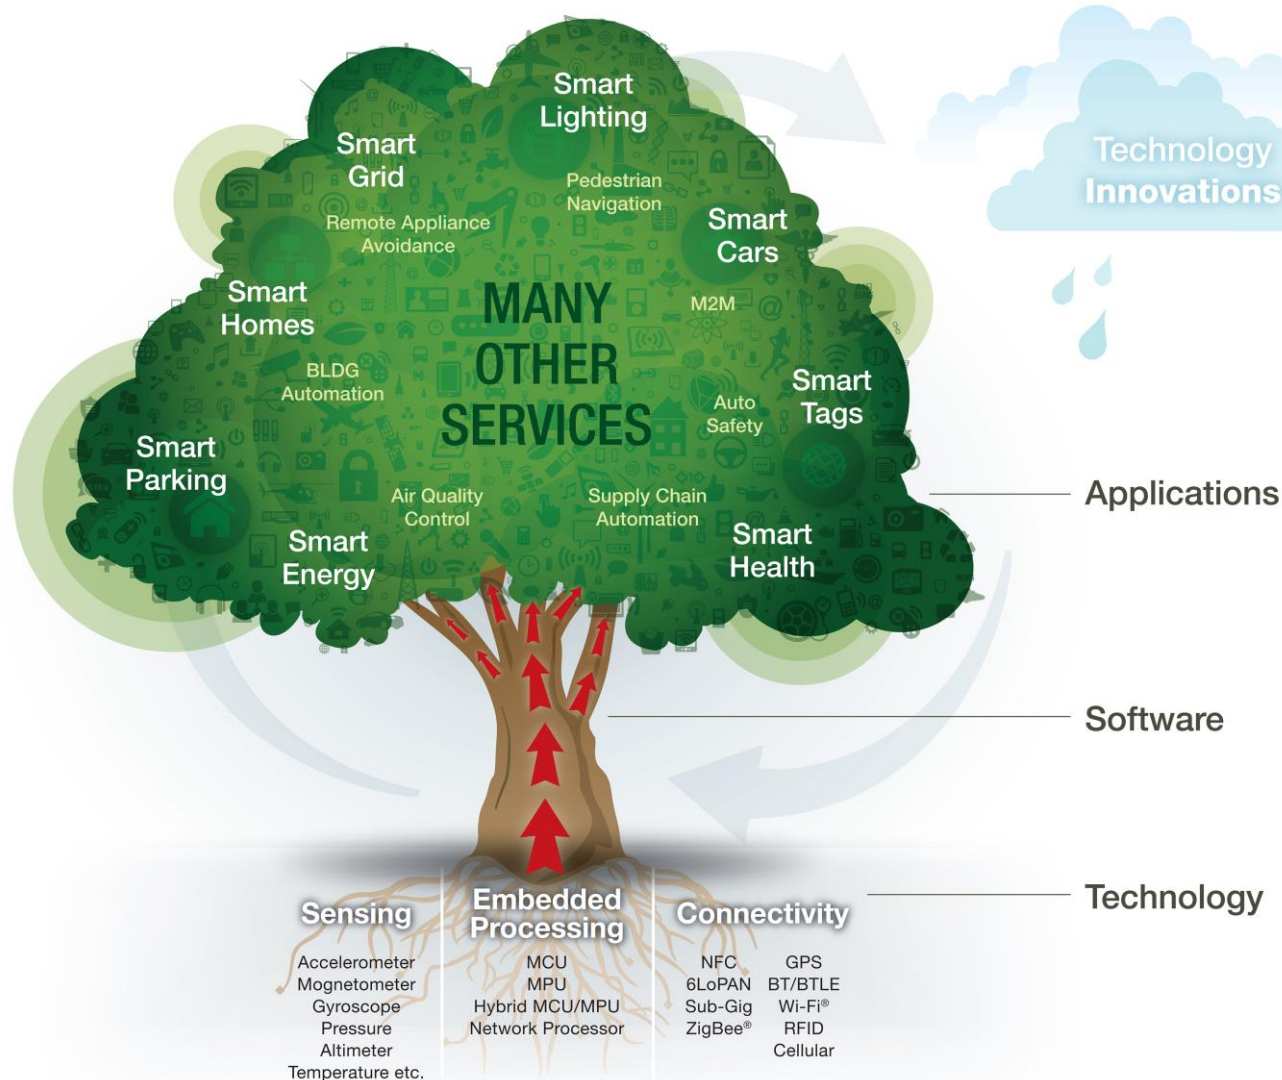 Smart
Lighting
Technology
Innovations
Smart
Grid
Pedestrian
Navigation
Remote Appliance
Avoidance
Smart
Cars
Smart
Homes
MANY
OTHER
SERVICES
M2M
BLDG
Automation
Smart
Tags
Auto
Safety
Smart
Parking
Air Quality
Control
Supply Chain
Automation
Applications
Smart
Energy
Smart
Health
Software
Technology
Sensing
Accelerometer
Mognetometer
Gyroscope
Pressure
Altimeter
Temperature etc.
Embedded
Processing
MCU
MPU
Hybrid MCU/MPU
Network Processor
Connectivity
NFC GPS
6LoPAN BT/BTLE
Sub-Gig Wi-Fi®
ZigBee® RFID
Cellular